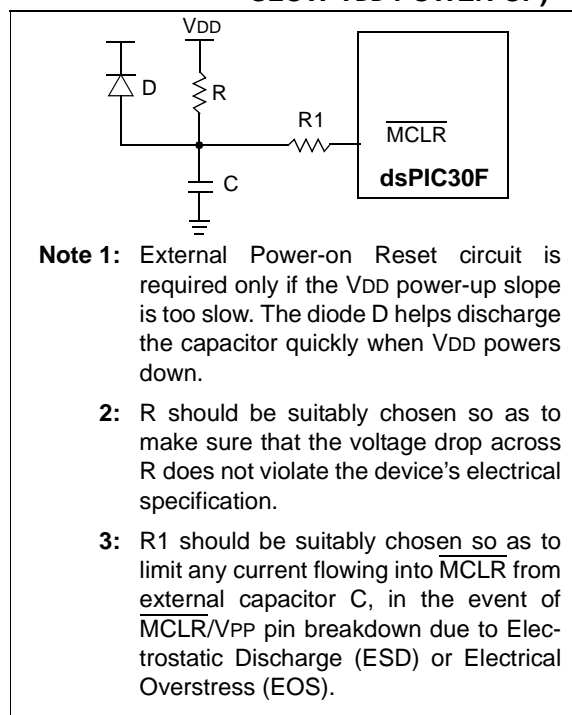 VDD
D
R
R1
MCLR
dsPIC30F
C
Note 1: External Power-on Reset circuit is
required only if the VDD power-up slope
is too slow. The diode D helps discharge
the capacitor quickly when VDD powers
down.
2: R should be suitably chosen so as to
make sure that the voltage drop across
R does not violate the device's electrical
specification.
3: R1 should be suitably chosen so as to
limit any current flowing into MCLR from
external capacitor C, in the event of
MCLR/VPP pin breakdown due to Elec-
trostatic Discharge (ESD) or Electrical
Overstress (EOS).